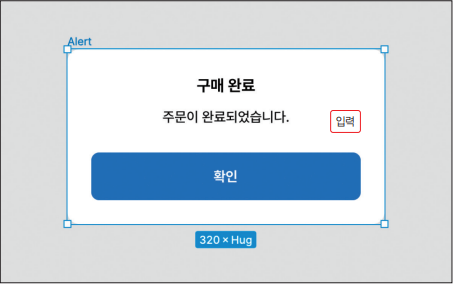 Alert
구매 완료
주문이 완료되었습니다.
입력
확인
320 × Hug